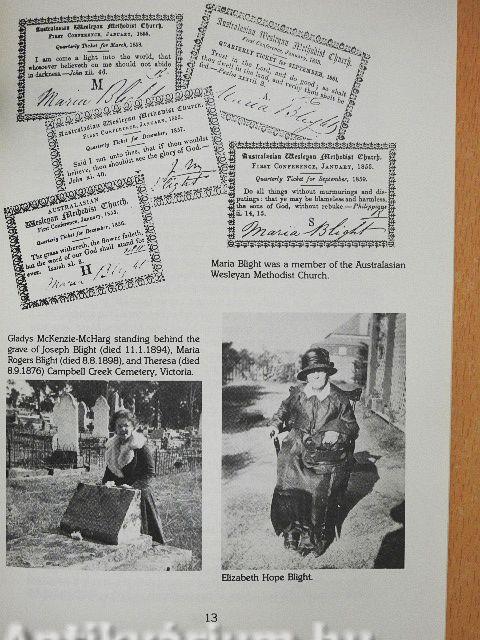 Australasian Wesleyan Methodist Church.
First Conference, January, 1855.
Quarterly Ticket for March, 1858.
I am come a light into the world, that
whosoever believeth on me should not abide
in darkness.—John xii. 46.
M
Maria Blight
Australasian Wesleyan Methodist Church.
First Conference, January, 1855.
QUARTERLY TICKET for SEPTEMBER, 1861.
Trust in the Lord, and do good; so shalt
thou dwell in the land, and verily thou shalt be
fed.—Psalm xxxvii. 3.
Maria Blight
Australasian Wesleyan Methodist Church.
First Conference, January, 1855.
Quarterly Ticket for December, 1857.
Said I not unto thee, that if thou wouldst
believe, thou shouldst see the glory of God.—
John xi. 40.
Blight
Australasian Wesleyan Methodist Church.
First Conference, January, 1855.
Quarterly Ticket for September, 1859.
Do all things without murmurings and dis-
putings: that ye may be blameless and harmless,
the sons of God, without rebuke.—Philippians
ii. 14, 15.
S
Maria Blight
AUSTRALASIAN
Wesleyan Methodist Church.
First Conference, January, 1855.
Quarterly Ticket for December, 1856.
The grass withereth, the flower fadeth,
but the word of our God shall stand for
ever. Isaiah xl. 8.
H
Maria Blight
Maria Blight was a member of the Australasian
Wesleyan Methodist Church.
Gladys McKenzie-McHarg standing behind the
grave of Joseph Blight (died 11.1.1894), Maria
Rogers Blight (died 8.8.1898), and Theresa (died
8.9.1876) Campbell Creek Cemetery, Victoria.
Elizabeth Hope Blight.
13
Antikvárium.hu